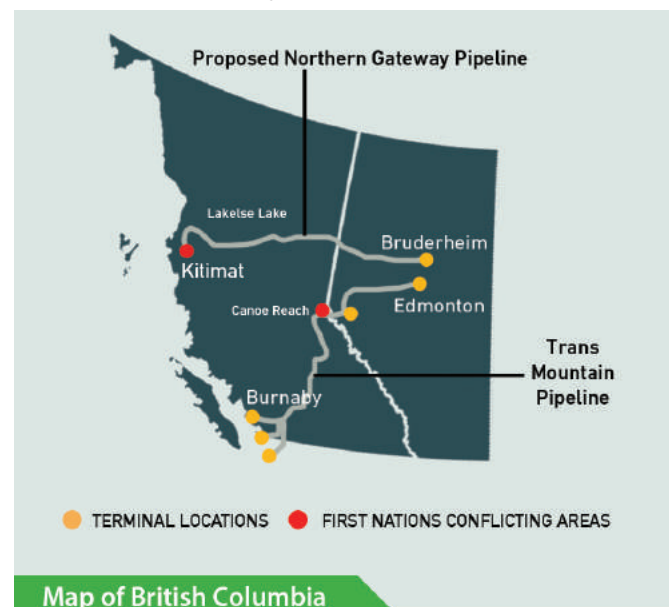 Proposed Northern Gateway Pipeline
Lakelse Lake
Bruderheim
Kitimat
Canoe Reach
Edmonton
Trans
Mountain
Pipeline
Burnaby
TERMINAL LOCATIONS
FIRST NATIONS CONFLICTING AREAS
Map of British Columbia